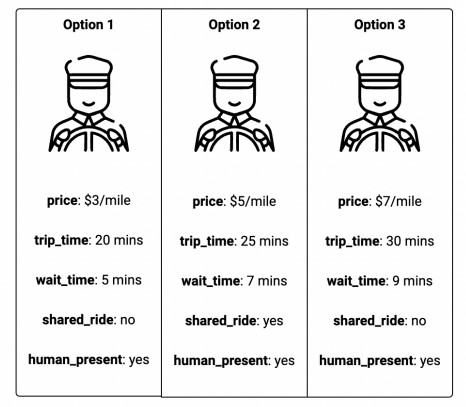 Option 1
price: $3/mile
trip_time: 20 mins
wait_time: 5 mins
shared_ride: no
human_present: yes
Option 2
price: $5/mile
trip_time: 25 mins
wait_time: 7 mins
shared_ride: yes
human_present: yes
Option 3
price: $7/mile
trip_time: 30 mins
wait_time: 9 mins
shared_ride: no
human_present: yes